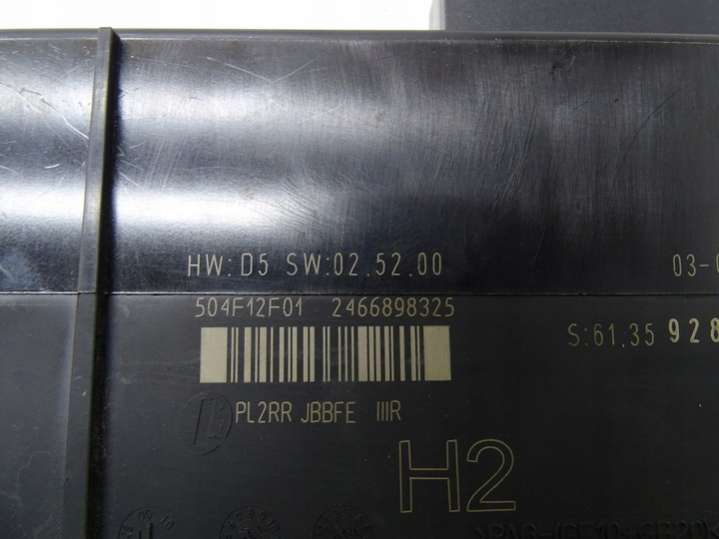 HW: D5 SW:02.52.00
03-
504F12F01 2466898325
S:61.35 928
PL2RR JBBFE IIIR
H2